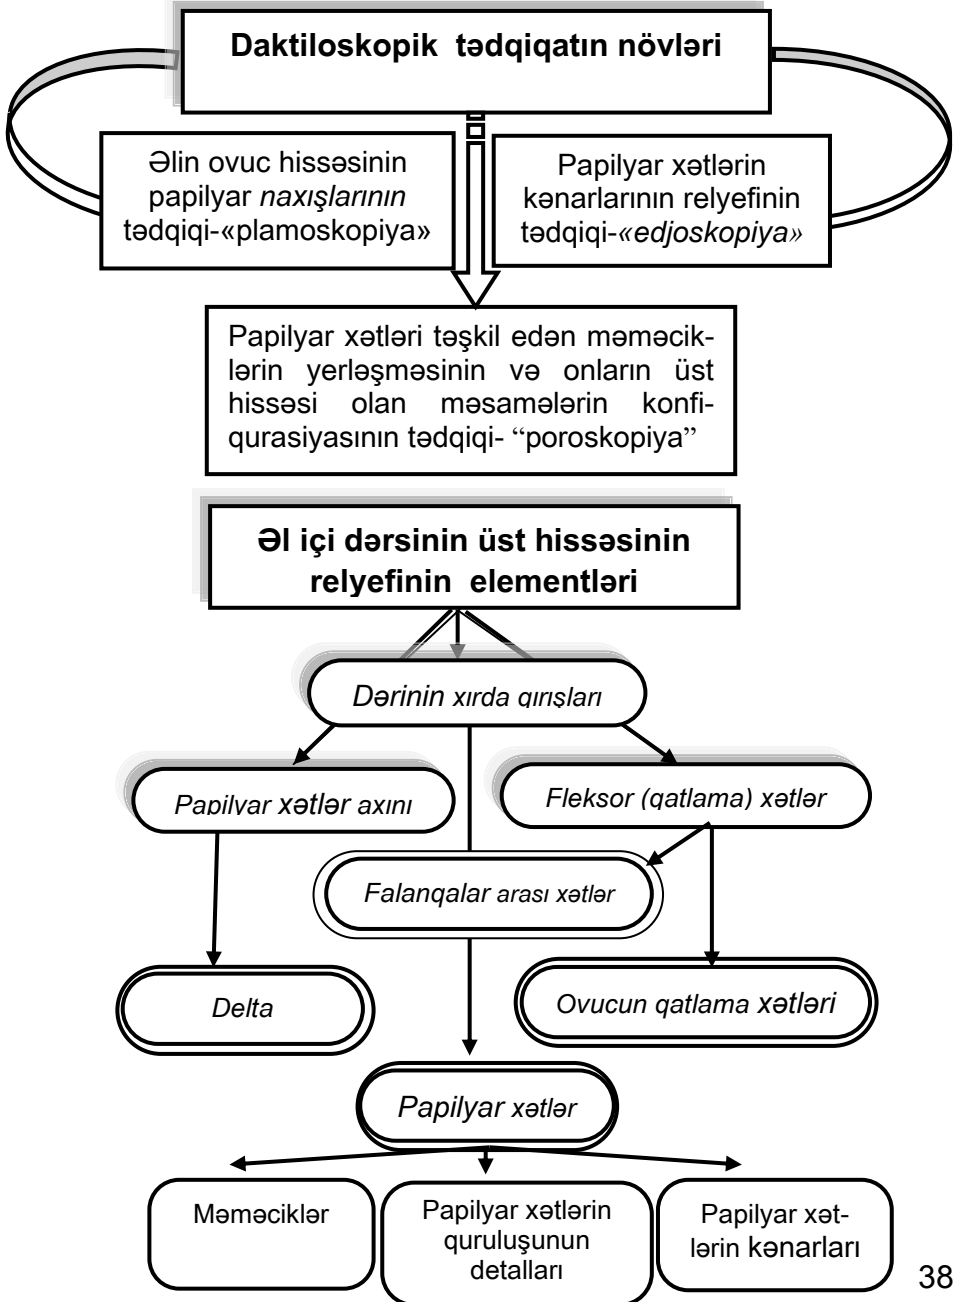 Daktiloskopik tədqiqatın növləri
Əlin ovuc hissəsinin
papilyar naxışlarının
tədqiqi-«plamoskopiya»
Papilyar xətlərin
kənarlarının relyefinin
tədqiqi-«edjoskopiya»
Papilyar xətləri təşkil edən məməcik-
lərin yerləşməsinin və onların üst
hissəsi olan məsamələrin konfi-
qurasiyasının tədqiqi- “poroskopiya”
Əl içi dərsinin üst hissəsinin
relyefinin elementləri
Dərinin xırda qırışları
Papilyar xətlər axını
Fleksor (qatlama) xətlər
Falanqalar arası xətlər
Delta
Ovucun qatlama xətləri
Papilyar xətlər
Məməciklər
Papilyar xətlərin
quruluşunun
detalları
Papilyar xət-
lərin kənarları
38